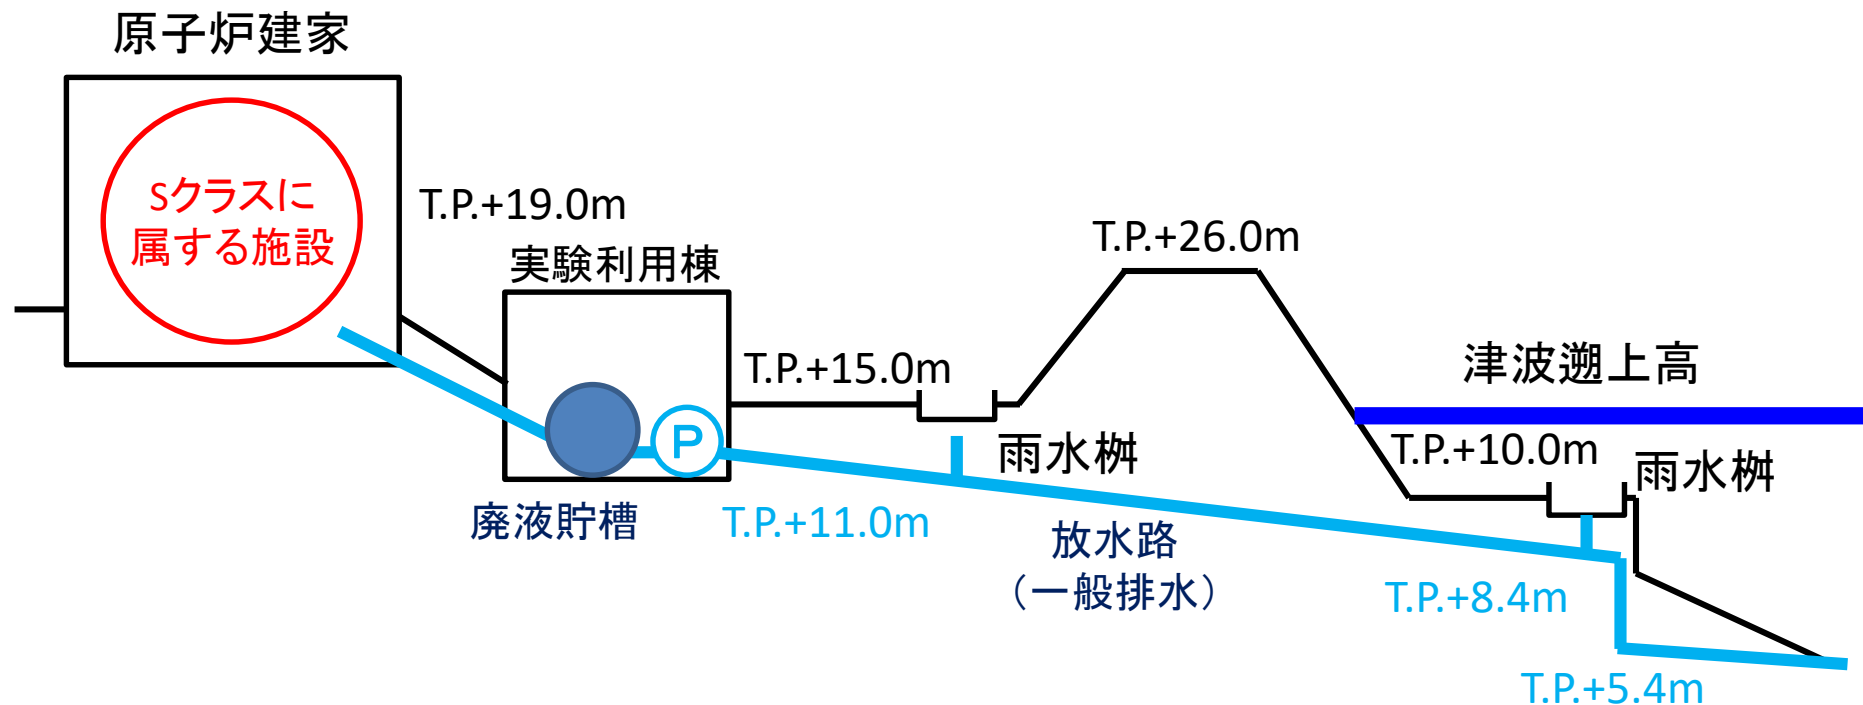 原子炉建家
Sクラスに
属する施設
T.P.+19.0m
実験利用棟
P
廃液貯槽
T.P.+15.0m
T.P.+11.0m
雨水桝
放水路
（一般排水）
T.P.+26.0m
津波遡上高
T.P.+10.0m
雨水桝
T.P.+8.4m
T.P.+5.4m